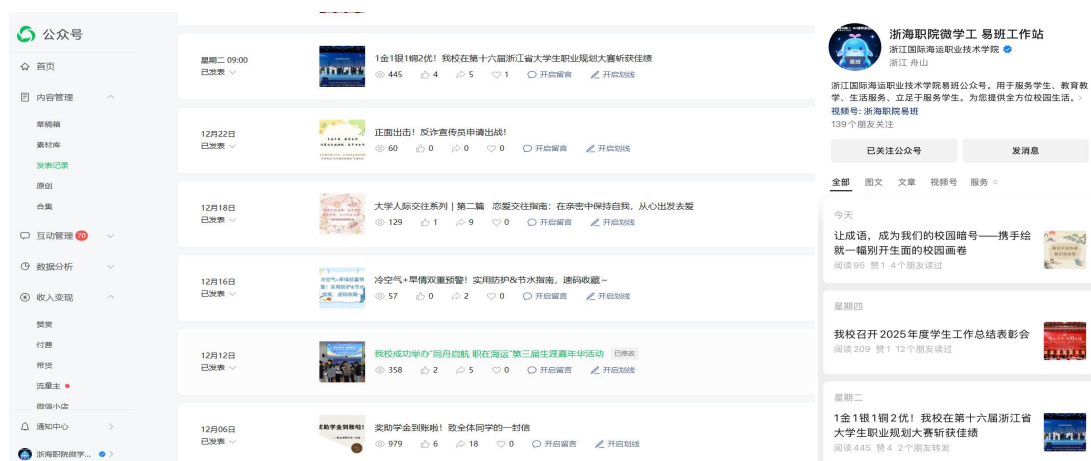 公众号
首页
内容管理
草稿箱
素材库
发表记录
原创
合集
互动管理 70
数据分析
收入变现
赞赏
付费
带货
流量主
微信小店
通知中心
浙海职院微学...
星期二 09:00
已发表
1金1银1铜2优！我校在第十六届浙江省大学生职业规划大赛斩获佳绩
445 4 5 1 开启留言 开启划线
12月22日
已发表
正面出击！反诈宣传员申请出战！
60 0 0 0 开启留言 开启划线
12月18日
已发表
大学人际交往系列 | 第二篇 恋爱交往指南：在亲密中保持自我，从心出发去爱
129 1 9 0 开启留言 开启划线
12月16日
已发表
冷空气+旱情双重预警！实用防护&节水指南，速码收藏~
57 0 2 0 开启留言 开启划线
12月12日
已发表
我校成功举办“同舟启航 职在海运”第三届生涯嘉年华活动 已修改
358 2 5 0 开启留言 开启划线
12月06日
已发表
奖助学金到账啦！
奖助学金到账啦！致全体同学的一封信
979 6 18 0 开启留言 开启划线
浙海职院微学工 易班工作站
浙江国际海运职业技术学院
浙江 舟山
浙江国际海运职业技术学院易班公众号。用于服务学生、教育教
学、生活服务、立足于服务学生。为您提供全方位校园生活。
视频号: 浙海职院易班
139个朋友关注
已关注公众号 发消息
全部 图文 文章 视频号 服务
今天
让成语，成为我们的校园暗号——携手绘
就一幅别开生面的校园画卷
阅读 95 赞 1 4个朋友读过
星期四
我校召开2025年度学生工作总结表彰会
阅读 209 赞 1 12个朋友读过
星期二
1金1银1铜2优！我校在第十六届浙江省
大学生职业规划大赛斩获佳绩
阅读 445 赞 4 2个朋友转发